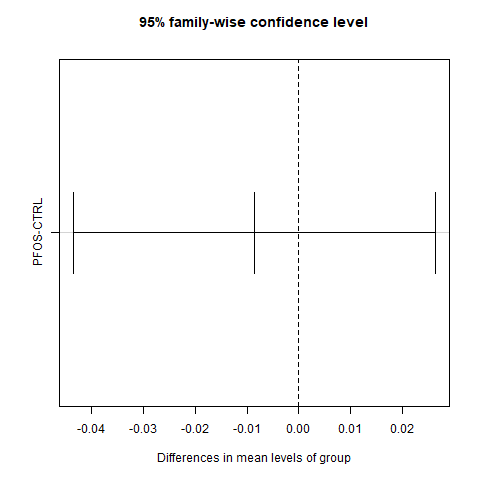 95% family-wise confidence level
PFOS-CTRL
-0.04 -0.03 -0.02 -0.01 0.00 0.01 0.02
Differences in mean levels of group